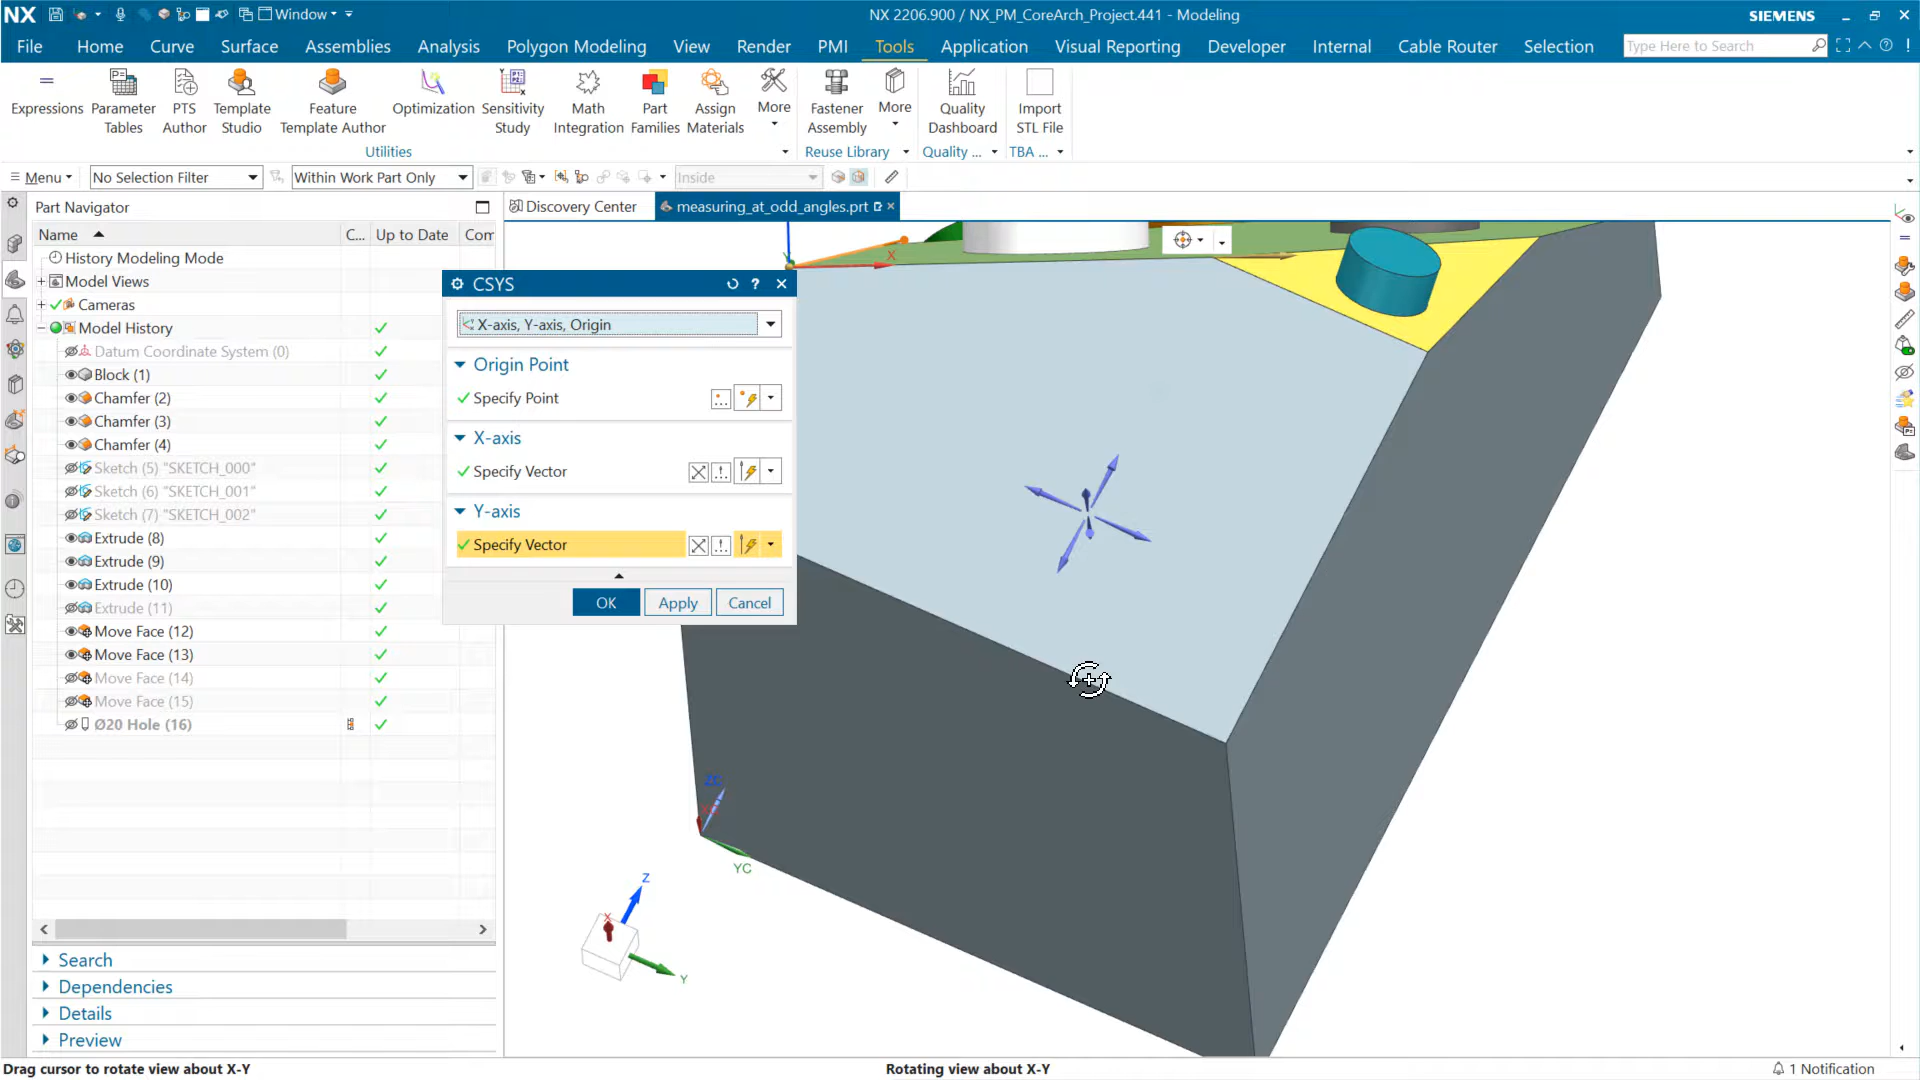 NX
Window
NX 2206.900 / NX_PM_CoreArch_Project.441 - Modeling
SIEMENS
File
Home
Curve
Surface
Assemblies
Analysis
Polygon Modeling
View
Render
PMI
Tools
Application
Visual Reporting
Developer
Internal
Cable Router
Selection
Type Here to Search
Expressions
Parameter
Tables
PTS
Author
Template
Studio
Feature
Template Author
Optimization
Sensitivity
Study
Math
Integration
Part
Families
Assign
Materials
More
Fastener
Assembly
More
Quality
Dashboard
Import
STL File
Utilities
Reuse Library
Quality ...
TBA ...
Menu
No Selection Filter
Within Work Part Only
Inside
Part Navigator
Discovery Center
measuring_at_odd_angles.prt
Name
C...
Up to Date
Com
History Modeling Mode
Model Views
Cameras
Model History
Datum Coordinate System (0)
Block (1)
Chamfer (2)
Chamfer (3)
Chamfer (4)
Sketch (5) "SKETCH_000"
Sketch (6) "SKETCH_001"
Sketch (7) "SKETCH_002"
Extrude (8)
Extrude (9)
Extrude (10)
Extrude (11)
Move Face (12)
Move Face (13)
Move Face (14)
Move Face (15)
Ø20 Hole (16)
CSYS
X-axis, Y-axis, Origin
Origin Point
Specify Point
X-axis
Specify Vector
Y-axis
Specify Vector
OK
Apply
Cancel
X
ZC
YC
Z
X
Y
Search
Dependencies
Details
Preview
Drag cursor to rotate view about X-Y
Rotating view about X-Y
1 Notification